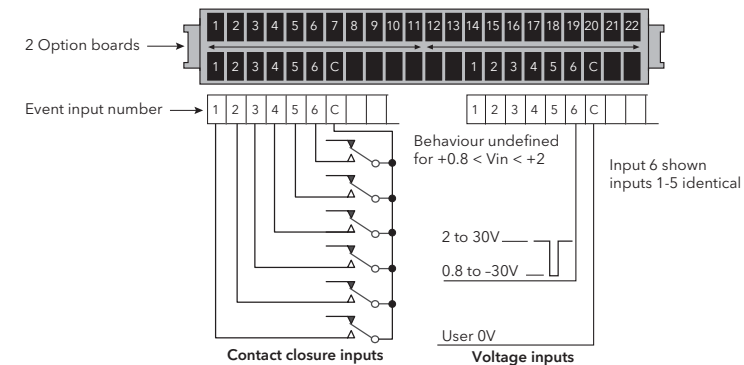 1 2 3 4 5 6 7 8 9 10 11 12 13 14 15 16 17 18 19 20 21 22
2 Option boards
1 2 3 4 5 6 C 1 2 3 4 5 6 C
Event input number
1 2 3 4 5 6 C 1 2 3 4 5 6 C
Behaviour undefined
for +0.8 < Vin < +2
Input 6 shown
inputs 1-5 identical
2 to 30V
0.8 to –30V
User 0V
Contact closure inputs
Voltage inputs